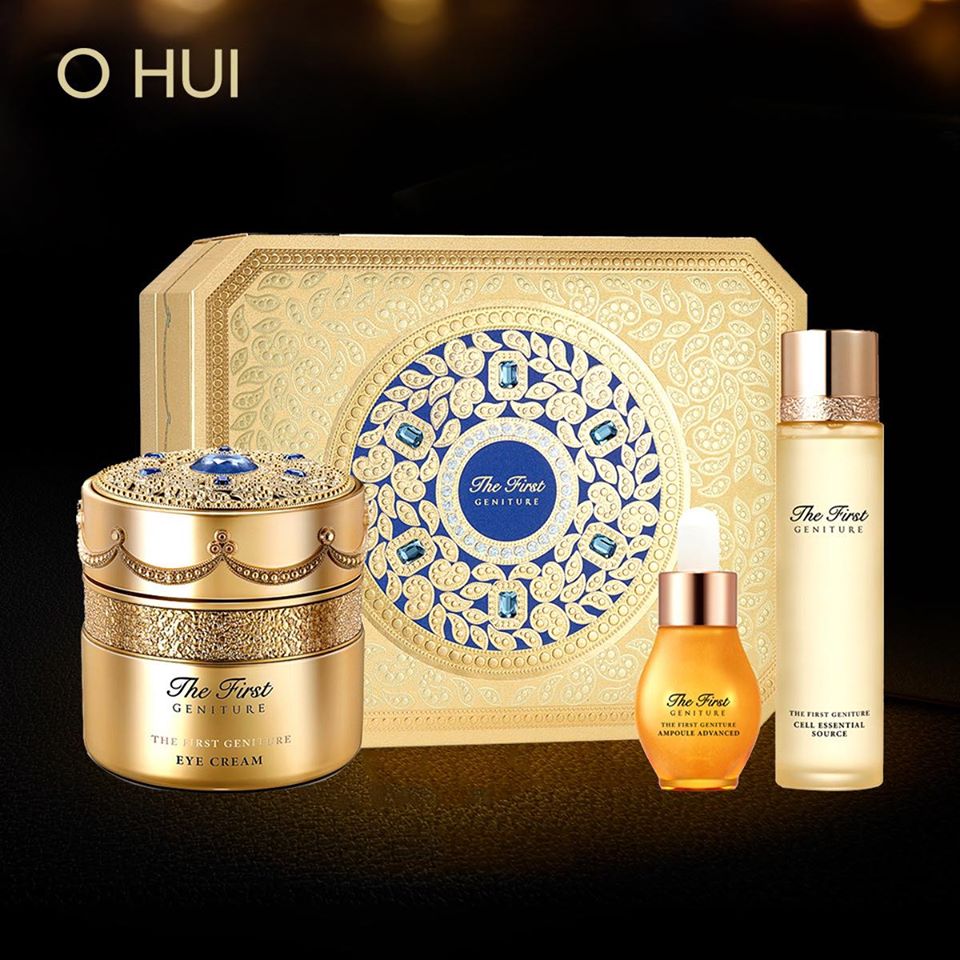 O HUI
The First
GENITURE
The First
GENITURE
THE FIRST GENITURE
EYE CREAM
The First
GENITURE
THE FIRST GENITURE
AMPOULE ADVANCED
The First
GENITURE
THE FIRST GENITURE
CELL ESSENTIAL
SOURCE